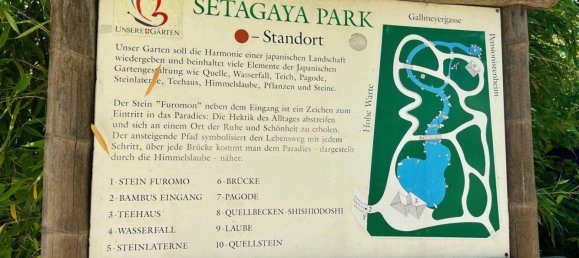 UNSERE GÄRTEN
SETAGAYA PARK
– Standort
Unser Garten soll die Harmonie einer japanischen Landschaft
wiedergeben und beinhaltet viele Elemente der Japanischen
Gartengestaltung wie Quelle, Wasserfall, Teich, Pagode,
Steinlaterne, Teehaus, Himmelslaube, Pflanzen und Steine.
Der Stein "Furomon" neben dem Eingang ist ein Zeichen zum
Eintritt in das Paradies: Die Hektik des Alltages abstreifen
und sich an einem Ort der Ruhe und Schönheit zu erholen.
Der ansteigende Pfad symbolisiert den Lebensweg mit jedem
Schritt, über jede Brücke kommt man dem Paradies - dargestellt
durch die Himmelslaube - näher.
1-STEIN FUROMO
2-BAMBUS EINGANG
3-TEEHAUS
4-WASSERFALL
5-STEINLATERNE
6-BRÜCKE
7-PAGODE
8-QUELLBECKEN-SHISHIODOSHI
9-LAUBE
10-QUELLSTEIN
Gallmeyergasse
Pensionistenheim
Hohe Warte